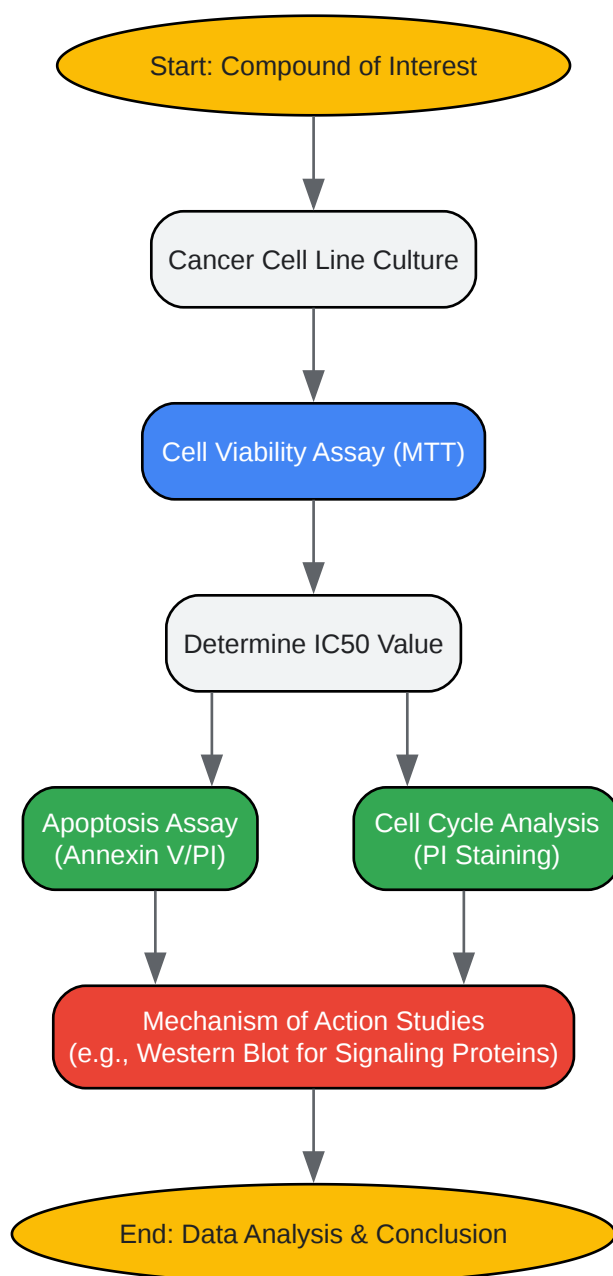 Start: Compound of Interest
Cancer Cell Line Culture
Cell Viability Assay (MTT)
Determine IC50 Value
Apoptosis Assay
(Annexin V/PI)
Cell Cycle Analysis
(PI Staining)
Mechanism of Action Studies
(e.g., Western Blot for Signaling Proteins)
End: Data Analysis & Conclusion